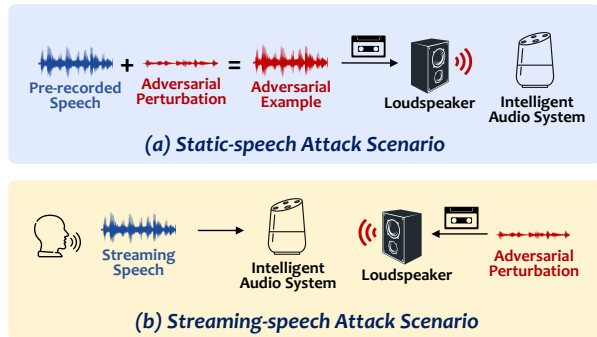 Pre-recorded
Speech
+
Adversarial
Perturbation
=
Adversarial
Example
Loudspeaker
Intelligent
Audio System
(a) Static-speech Attack Scenario
Streaming
Speech
Intelligent
Audio System
Loudspeaker
Adversarial
Perturbation
(b) Streaming-speech Attack Scenario